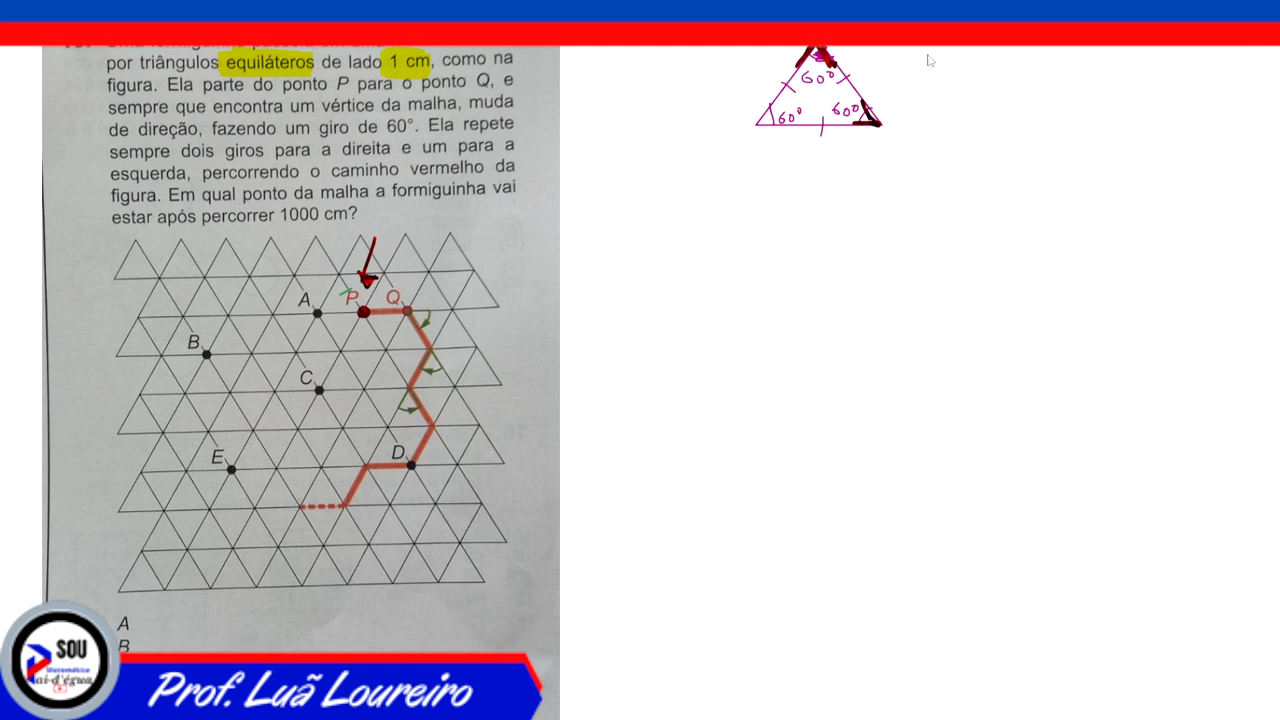 por triângulos equiláteros de lado 1 cm, como na
figura. Ela parte do ponto P para o ponto Q, e
sempre que encontra um vértice da malha, muda
de direção, fazendo um giro de 60°. Ela repete
sempre dois giros para a direita e um para a
esquerda, percorrendo o caminho vermelho da
figura. Em qual ponto da malha a formiguinha vai
estar após percorrer 1000 cm?
60°
60° 60°
A P Q
B
C
D
E
A
B
SOU
Matemática
Prof. Luã Loureiro